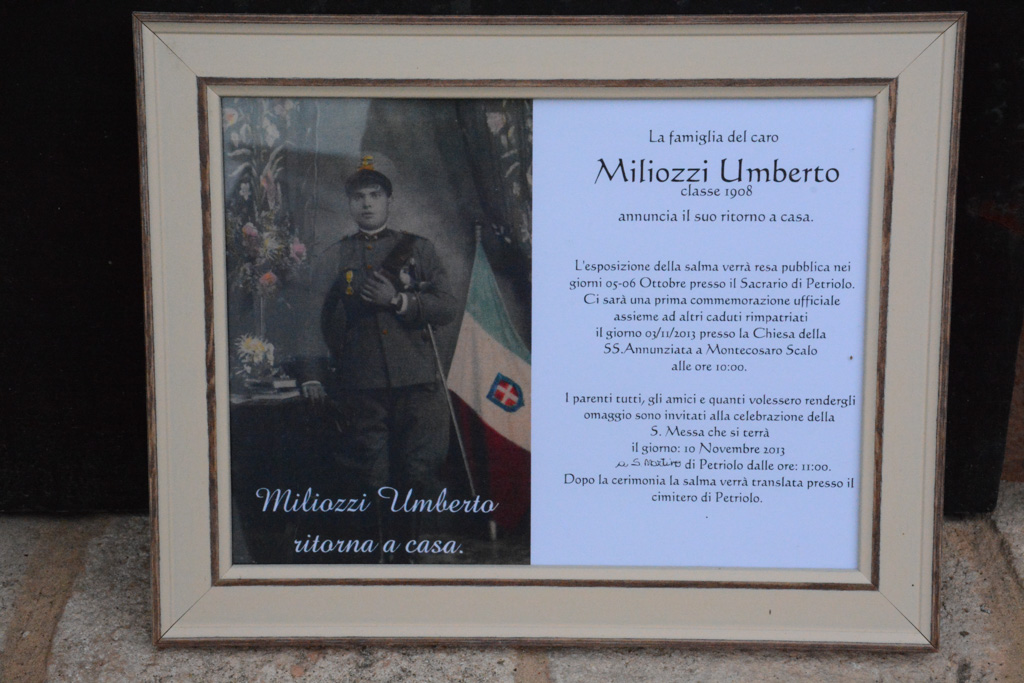 La famiglia del caro
Miliozzi Umberto
classe 1908
annuncia il suo ritorno a casa.
L'esposizione della salma verrà resa pubblica nei
giorni 05-06 Ottobre presso il Sacrario di Petriolo.
Ci sarà una prima commemorazione ufficiale
assieme ad altri caduti rimpatriati
il giorno 03/11/2013 presso la Chiesa della
SS.Annunziata a Montecosaro Scalo
alle ore 10:00.
I parenti tutti, gli amici e quanti volessero rendergli
omaggio sono invitati alla celebrazione della
S. Messa che si terrà
il giorno: 10 Novembre 2013
di Petriolo dalle ore: 11:00.
Dopo la cerimonia la salma verrà translata presso il
cimitero di Petriolo.
Miliozzi Umberto
ritorna a casa.